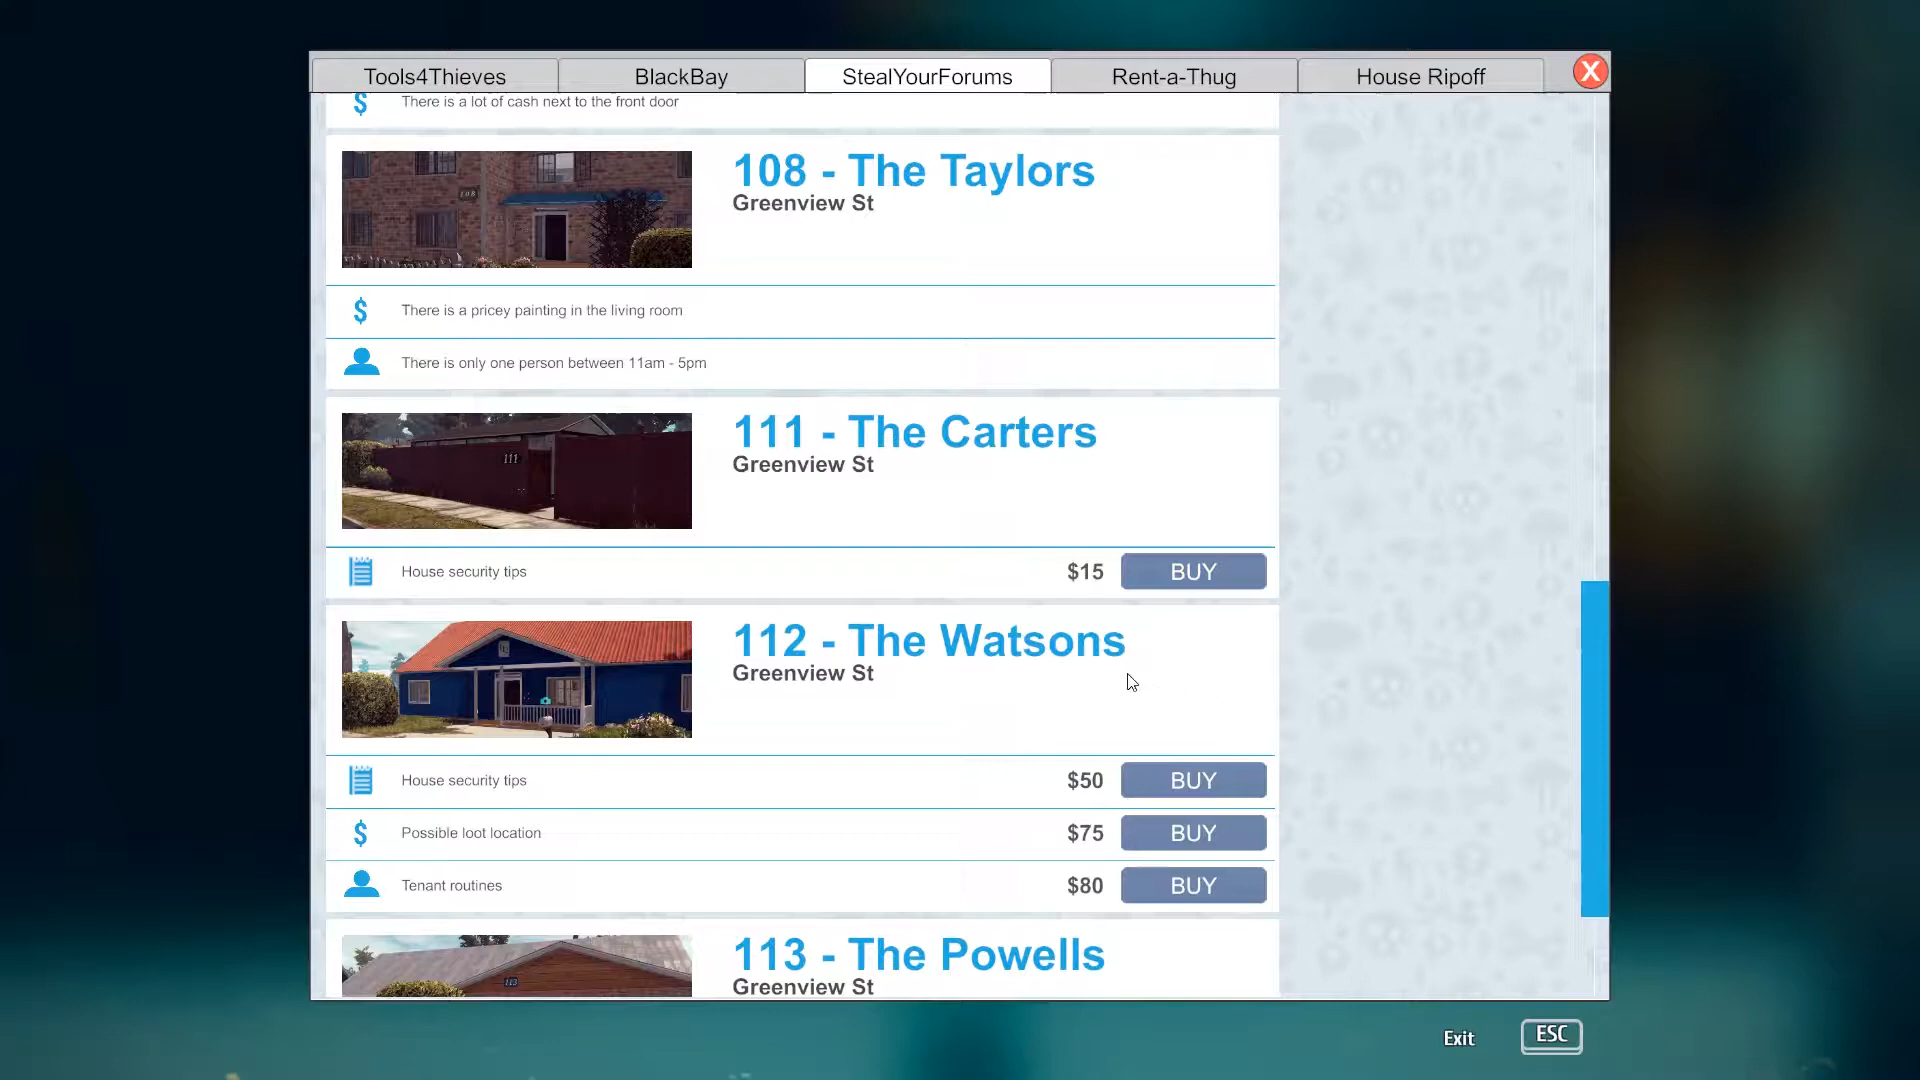 Tools4Thieves
BlackBay
StealYourForums
Rent-a-Thug
House Ripoff
X
$ There is a lot of cash next to the front door
108
108 - The Taylors
Greenview St
$ There is a pricey painting in the living room
There is only one person between 11am - 5pm
111
111 - The Carters
Greenview St
House security tips $15 BUY
112 - The Watsons
Greenview St
House security tips $50 BUY
$ Possible loot location $75 BUY
Tenant routines $80 BUY
113
113 - The Powells
Greenview St
Exit ESC